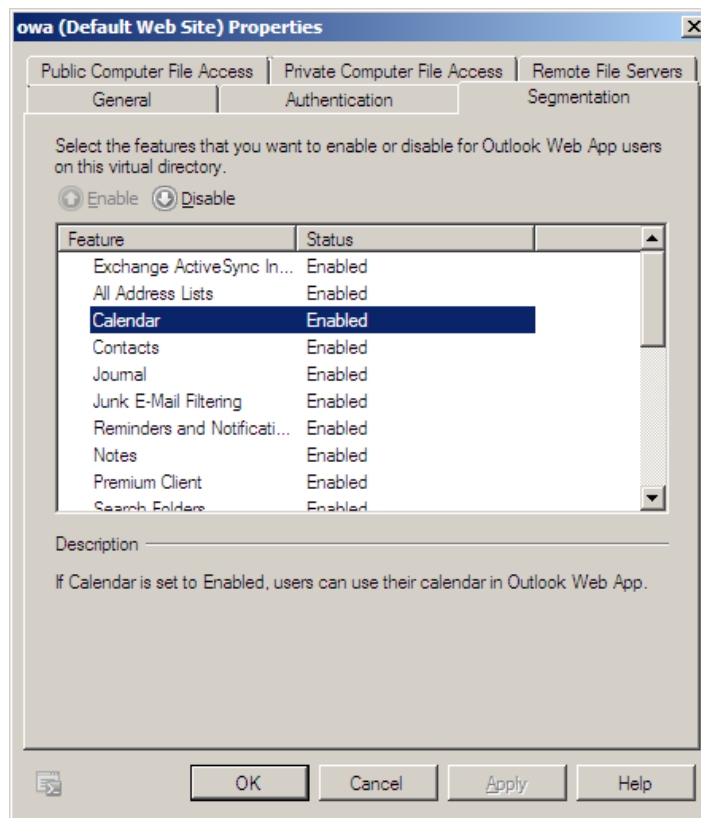 owa (Default Web Site) Properties
Public Computer File Access Private Computer File Access Remote File Servers
General Authentication Segmentation
Select the features that you want to enable or disable for Outlook Web App users
on this virtual directory.
Enable Disable
Feature Status
Exchange ActiveSync In... Enabled
All Address Lists Enabled
Calendar Enabled
Contacts Enabled
Journal Enabled
Junk E-Mail Filtering Enabled
Reminders and Notificati... Enabled
Notes Enabled
Premium Client Enabled
Search Folders Enabled
Description
If Calendar is set to Enabled, users can use their calendar in Outlook Web App.
OK Cancel Apply Help